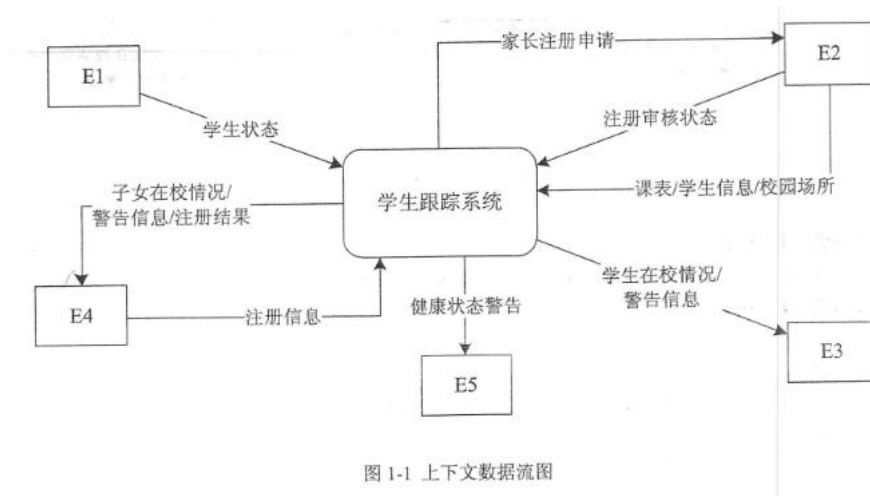 家长注册申请
E2
E1
注册审核状态
学生状态
课表/学生信息/校园场所
学生跟踪系统
子女在校情况/
警告信息/注册结果
学生在校情况/
警告信息
健康状态警告
E4
注册信息
E3
E5
图 1-1 上下文数据流图